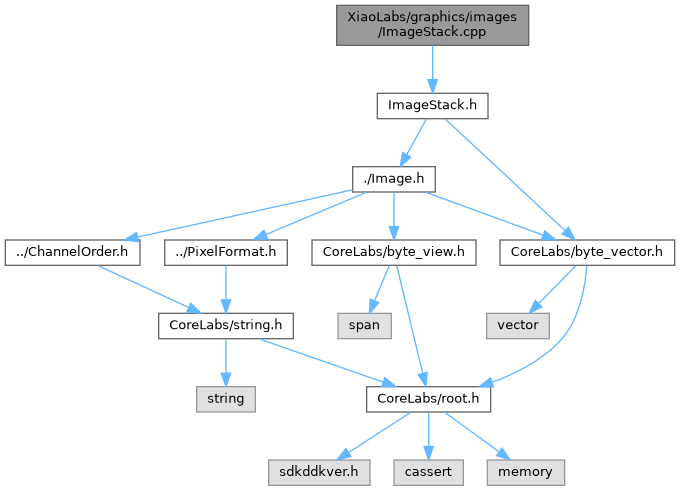 XiaoLabs/graphics/images
/ImageStack.cpp
ImageStack.h
./Image.h
../ChannelOrder.h
../PixelFormat.h
CoreLabs/byte_view.h
CoreLabs/byte_vector.h
CoreLabs/string.h
span
vector
string
CoreLabs/root.h
sdkddkver.h
cassert
memory